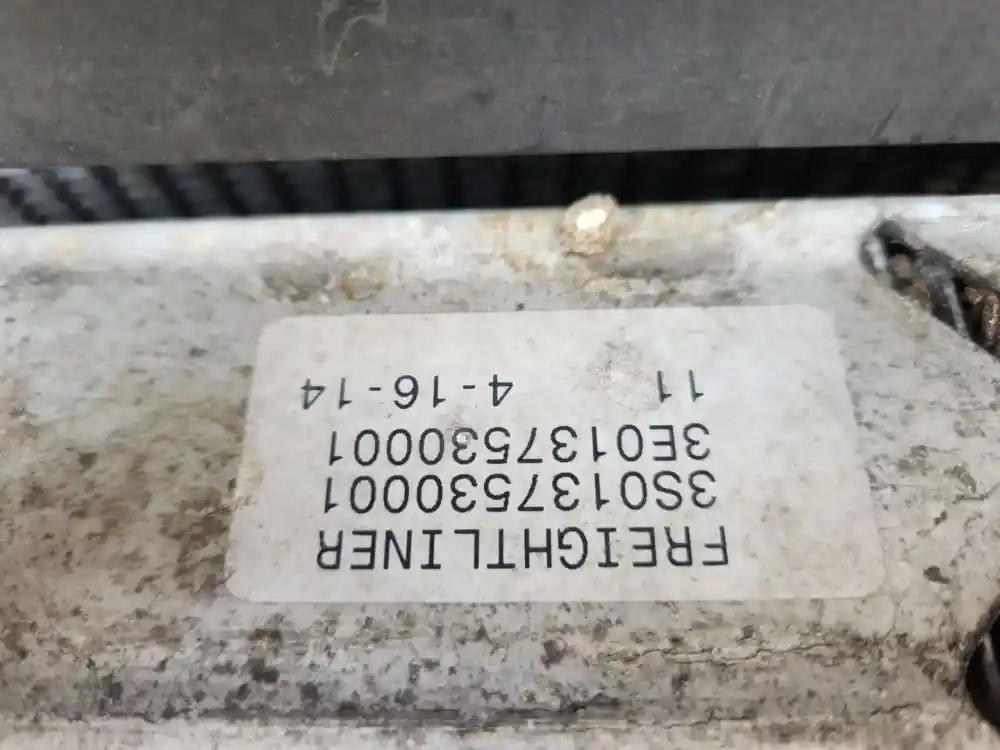 FREIGHTLINER
3S0137530001
3E0137530001
11 4-16-14